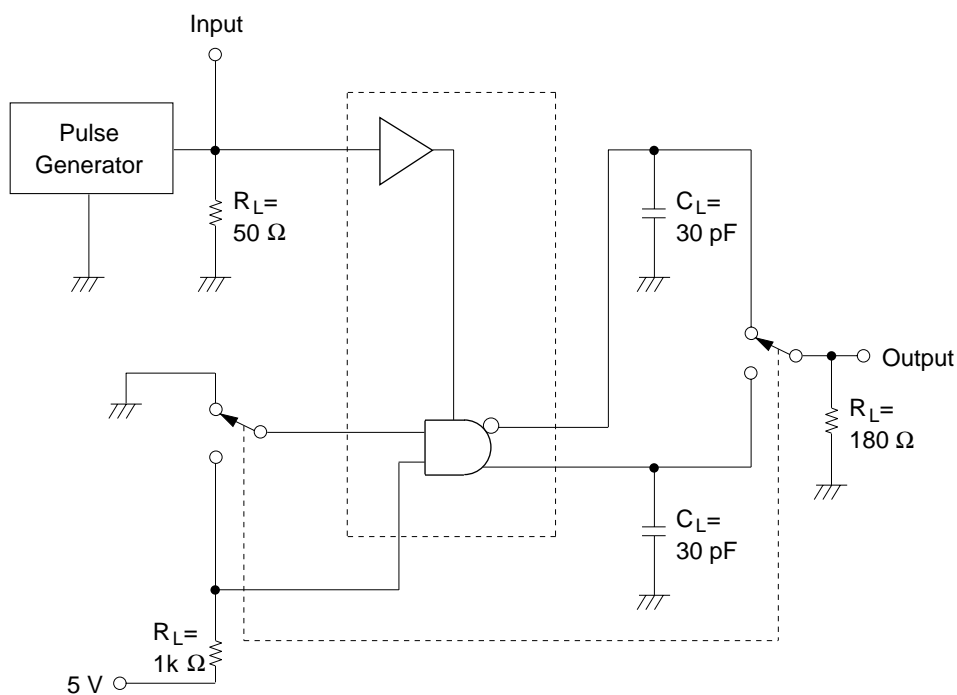 Input
Pulse
Generator
R_L=
50 Ω
C_L=
30 pF
Output
R_L=
180 Ω
C_L=
30 pF
R_L=
1k Ω
5 V